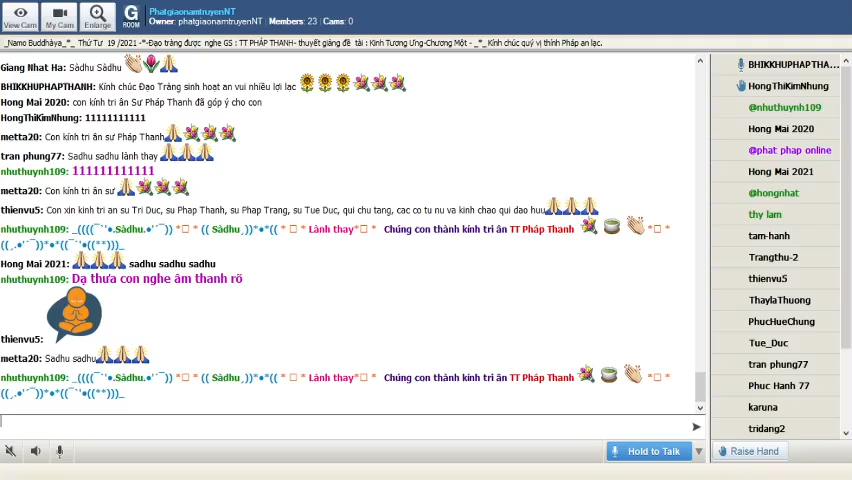 View Cam
My Cam
Enlarge
G
ROOM
PhatgiaonamtruyenNT
Owner: phatgiaonamtruyenNT | Members: 23 | Cams: 0
_Namo Buddhàya_*_ Thứ Tư 19 /2021 -*-Đạo tràng được nghe GS : TT PHÁP THANH- thuyết giảng đề tài : Kinh Tương Ưng-Chương Một - _*_ Kính chúc quý vị thính Pháp an lạc.
Giang Nhat Ha: Sàdhu Sàdhu
BHIKKHUPHAPTHANH: Kính chúc Đạo Tràng sinh hoạt an vui nhiều lợi lạc
Hong Mai 2020: con kính tri ân Sư Pháp Thanh đã góp ý cho con
HongThiKimNhung: 11111111111
metta20: Con kính tri ân sư Pháp Thanh
tran phung77: Sadhu sadhu lành thay
nhuthuynh109: 111111111111
metta20: Con kính tri ân sư
thienvu5: Con xin kinh tri an su Tri Duc, su Phap Thanh, su Phap Trang, su Tue Duc, qui chu tang, cac co tu nu va kinh chao qui dao huu
nhuthuynh109: _((((¯`'•.Sàdhu.•'´¯)) *¤ * (( Sàdhu¸))*•*(( * ¤ * Lành thay*¤ * Chúng con thành kính tri ân TT Pháp Thanh *¤ *
((¸.•'´¯))*•*((¯`'•((**)))_
Hong Mai 2021: sadhu sadhu sadhu
nhuthuynh109: Dạ thưa con nghe âm thanh rõ
thienvu5:
metta20: Sadhu sadhu
nhuthuynh109: _((((¯`'•.Sàdhu.•'´¯)) *¤ * (( Sàdhu¸))*•*(( * ¤ * Lành thay*¤ * Chúng con thành kính tri ân TT Pháp Thanh *¤ *
((¸.•'´¯))*•*((¯`'•((**)))_
BHIKKHUPHAPTHA...
HongThiKimNhung
@nhuthuynh109
Hong Mai 2020
@phat phap online
Hong Mai 2021
@hongnhat
thy lam
tam-hanh
Trangthu-2
thienvu5
ThaylaThuong
PhucHueChung
Tue_Duc
tran phung77
Phuc Hanh 77
karuna
tridang2
Hold to Talk
Raise Hand